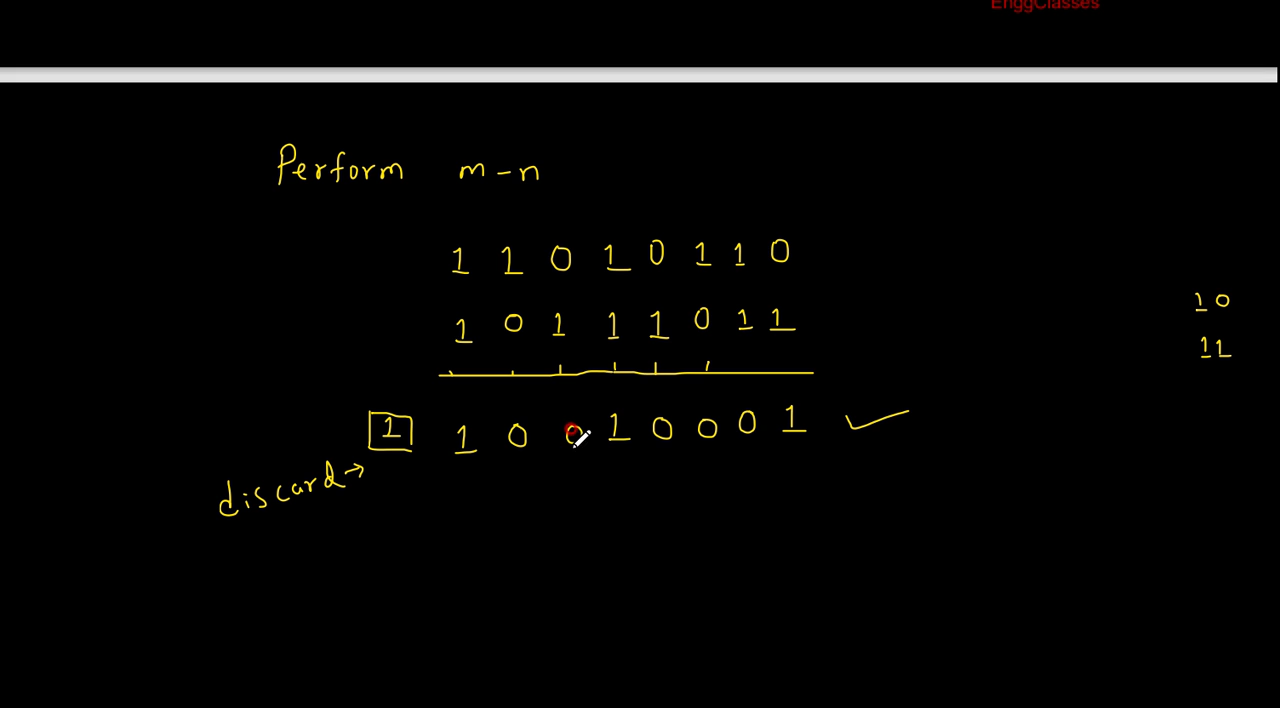 EnggClasses
Perform m-n
1 1 0 1 0 1 1 0
1 0 1 1 1 0 1 1
1 1 0 0 1 0 0 0 1
discard →
1 0
1 1